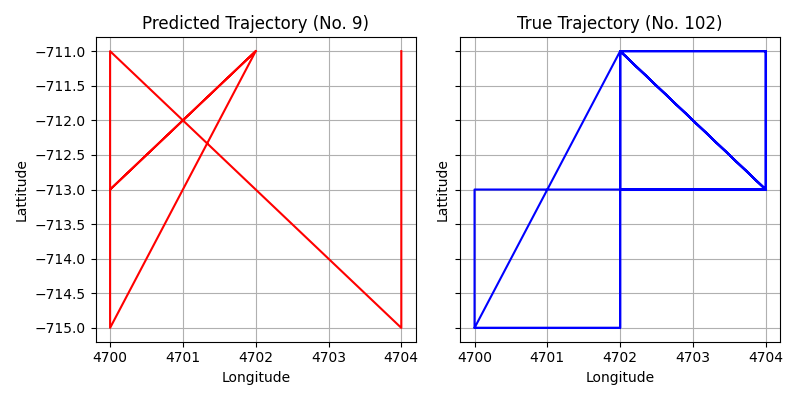 Predicted Trajectory (No. 9)
True Trajectory (No. 102)
−711.0
−711.5
−712.0
−712.5
−713.0
−713.5
−714.0
−714.5
−715.0
Lattitude
Lattitude
4700 4701 4702 4703 4704
4700 4701 4702 4703 4704
Longitude
Longitude